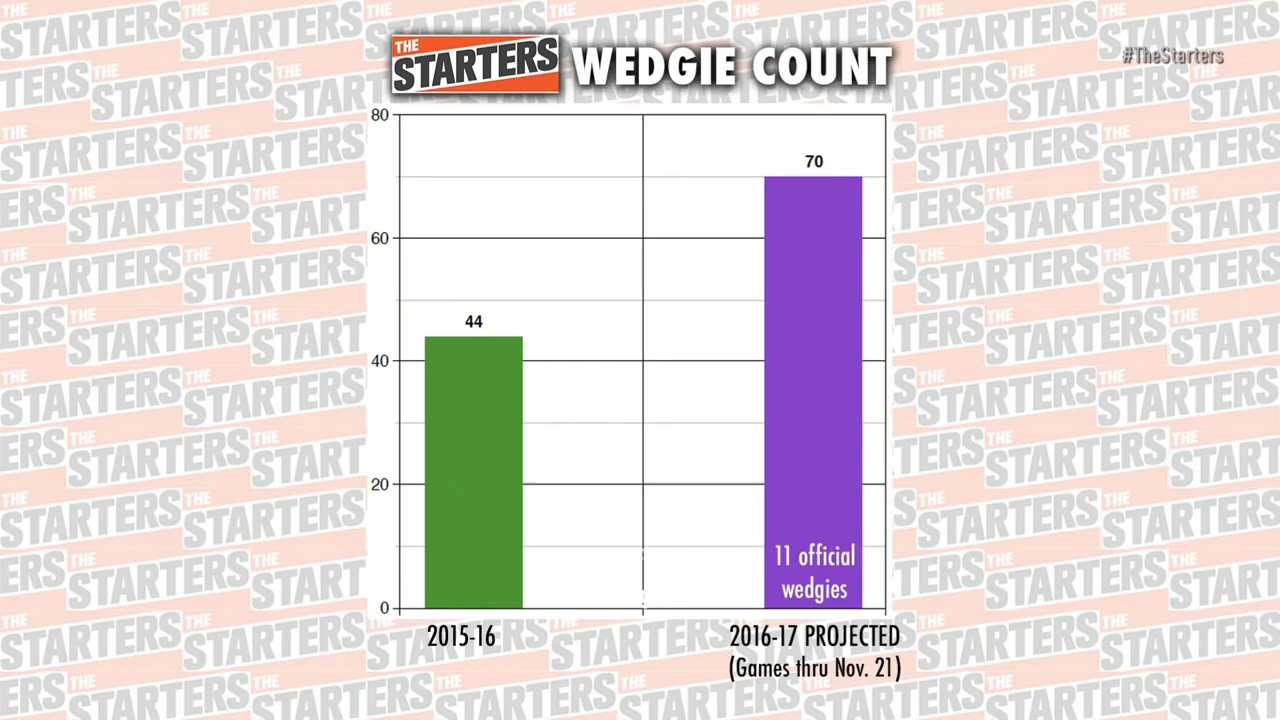 THE STARTERS WEDGIE COUNT
#TheStarters
80
70
60
44
40
20
11 official
wedgies
0
2015-16
2016-17 PROJECTED
(Games thru Nov. 21)